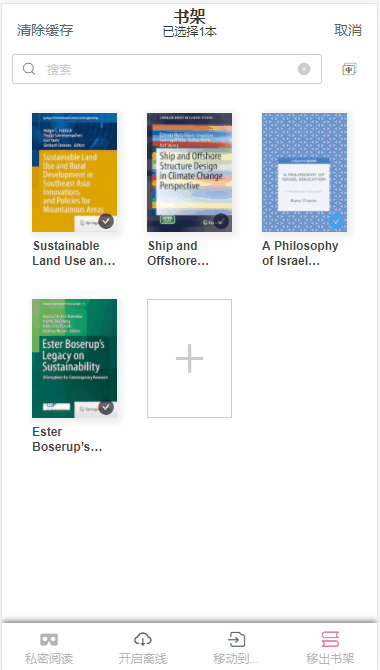 书架
清除缓存
已选择1本
取消
搜索
中
Sustainable Land Use and Rural Development in Southeast Asia: Innovations and Policies for Mountainous Areas
Ship and Offshore Structure Design in Climate Change Perspective
A PHILOSOPHY OF ISRAEL EDUCATION
Sustainable
Land Use an...
Ship and
Offshore...
A Philosophy
of Israel...
Ester Boserup's
Legacy on
Sustainability
Ester
Boserup's...
私密阅读
开启离线
移动到...
移出书架